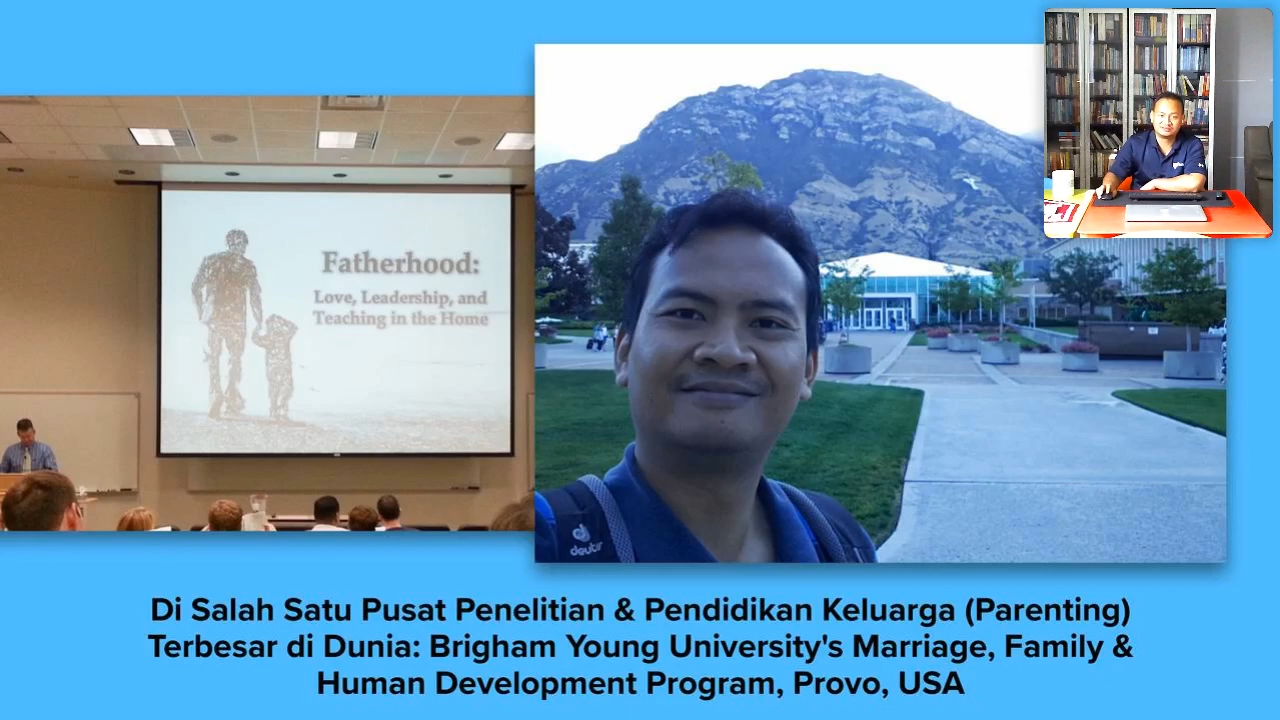 Fatherhood:
Love, Leadership, and
Teaching in the Home
deuter
Di Salah Satu Pusat Penelitian & Pendidikan Keluarga (Parenting)
Terbesar di Dunia: Brigham Young University's Marriage, Family &
Human Development Program, Provo, USA